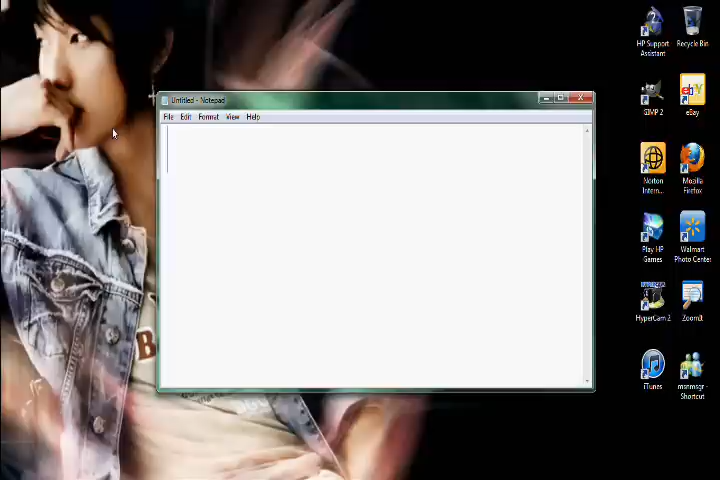 Untitled - Notepad
File Edit Format View Help
HP Support
Assistant
Recycle Bin
GIMP 2
eBay
Norton
Intern...
Mozilla
Firefox
Play HP
Games
Walmart
Photo Center
HyperCam 2
ZoomIt
iTunes
msnmsgr -
Shortcut